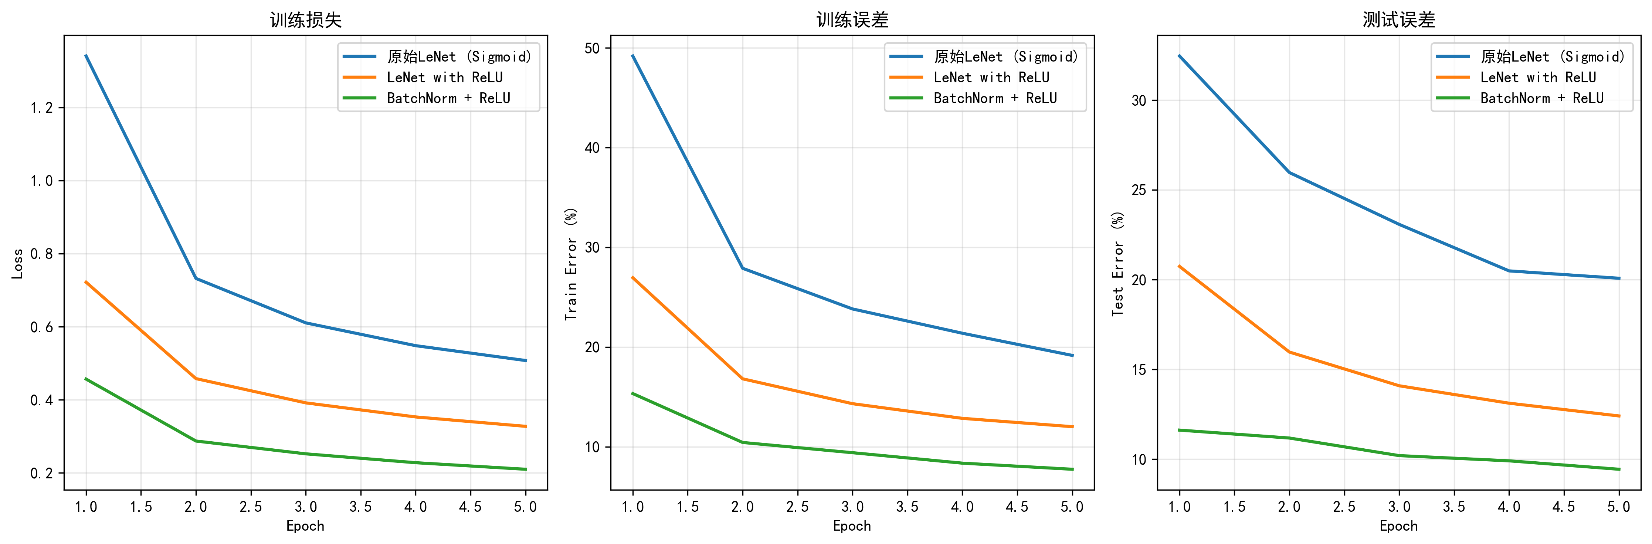 训练损失
原始LeNet (Sigmoid)
LeNet with ReLU
BatchNorm + ReLU
1.2
1.0
0.8
0.6
0.4
0.2
Loss
1.0 1.5 2.0 2.5 3.0 3.5 4.0 4.5 5.0
Epoch
训练误差
原始LeNet (Sigmoid)
LeNet with ReLU
BatchNorm + ReLU
50
40
30
20
10
Train Error (%)
1.0 1.5 2.0 2.5 3.0 3.5 4.0 4.5 5.0
Epoch
测试误差
原始LeNet (Sigmoid)
LeNet with ReLU
BatchNorm + ReLU
30
25
20
15
10
Test Error (%)
1.0 1.5 2.0 2.5 3.0 3.5 4.0 4.5 5.0
Epoch